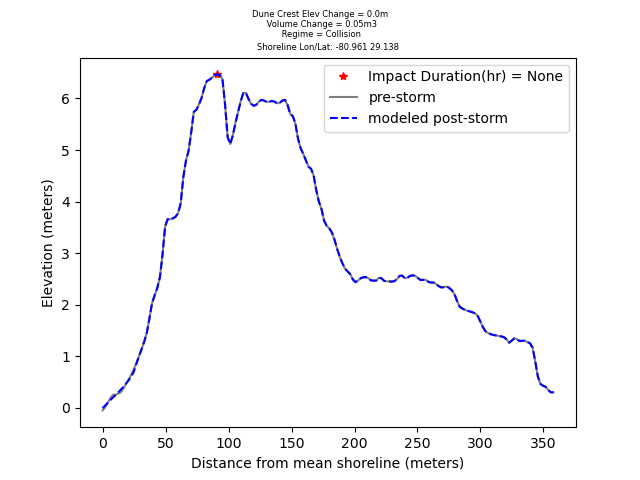 Dune Crest Elev Change = 0.0m
Volume Change = 0.05m3
Regime = Collision
Shoreline Lon/Lat: -80.961 29.138
Impact Duration(hr) = None
pre-storm
modeled post-storm
Elevation (meters)
6
5
4
3
2
1
0
0 50 100 150 200 250 300 350
Distance from mean shoreline (meters)